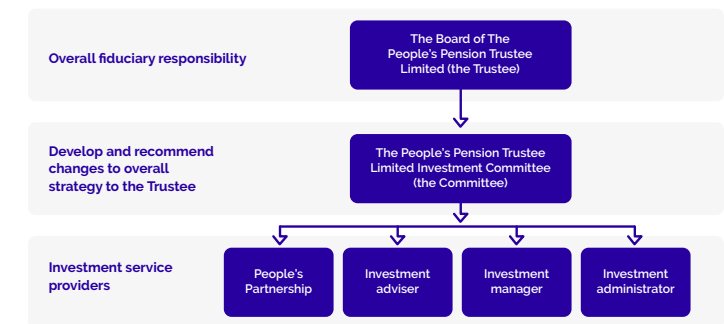 Overall fiduciary responsibility
The Board of The
People's Pension Trustee
Limited (the Trustee)
Develop and recommend
changes to overall
strategy to the Trustee
The People's Pension Trustee
Limited Investment Committee
(the Committee)
Investment service
providers
People's
Partnership
Investment
adviser
Investment
manager
Investment
administrator